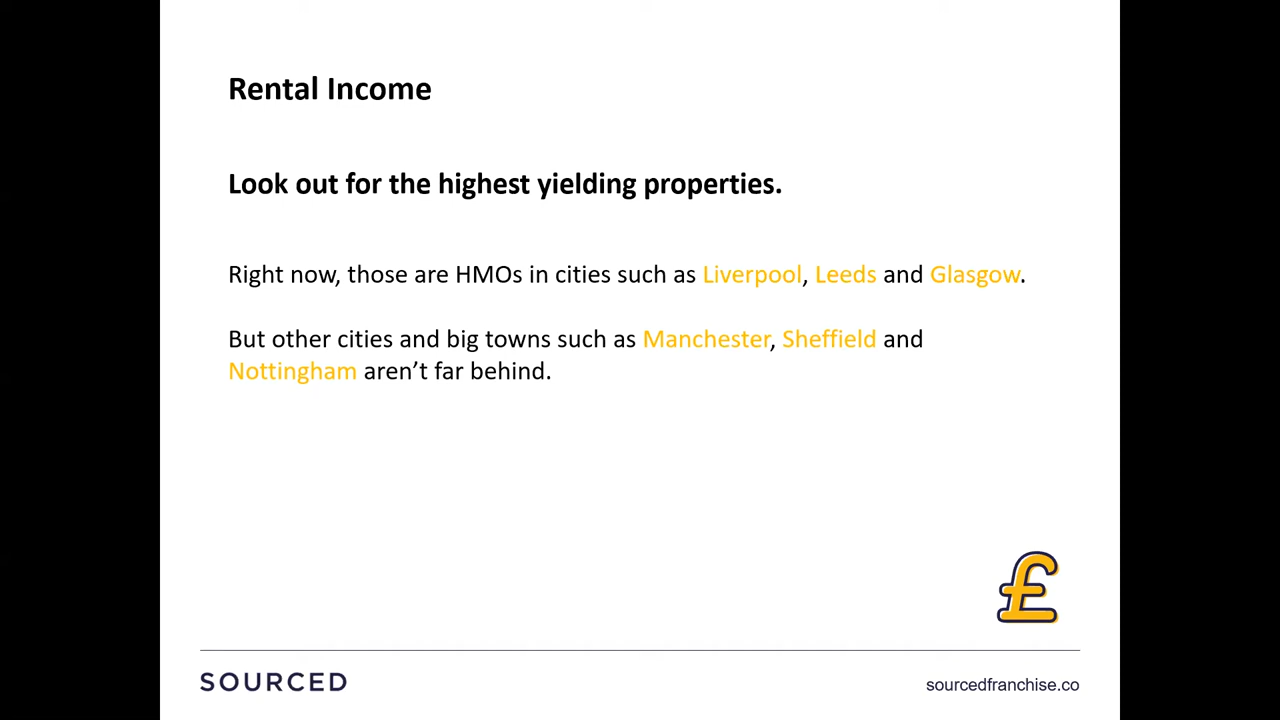 Rental Income
Look out for the highest yielding properties.
Right now, those are HMOs in cities such as Liverpool, Leeds and Glasgow.
But other cities and big towns such as Manchester, Sheffield and
Nottingham aren’t far behind.
£
SOURCED
sourcedfranchise.co